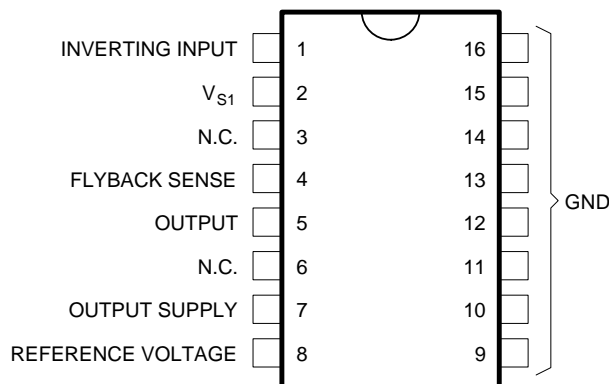 INVERTING INPUT 1 16
VS1 2 15
N.C. 3 14
FLYBACK SENSE 4 13
GND
OUTPUT 5 12
N.C. 6 11
OUTPUT SUPPLY 7 10
REFERENCE VOLTAGE 8 9